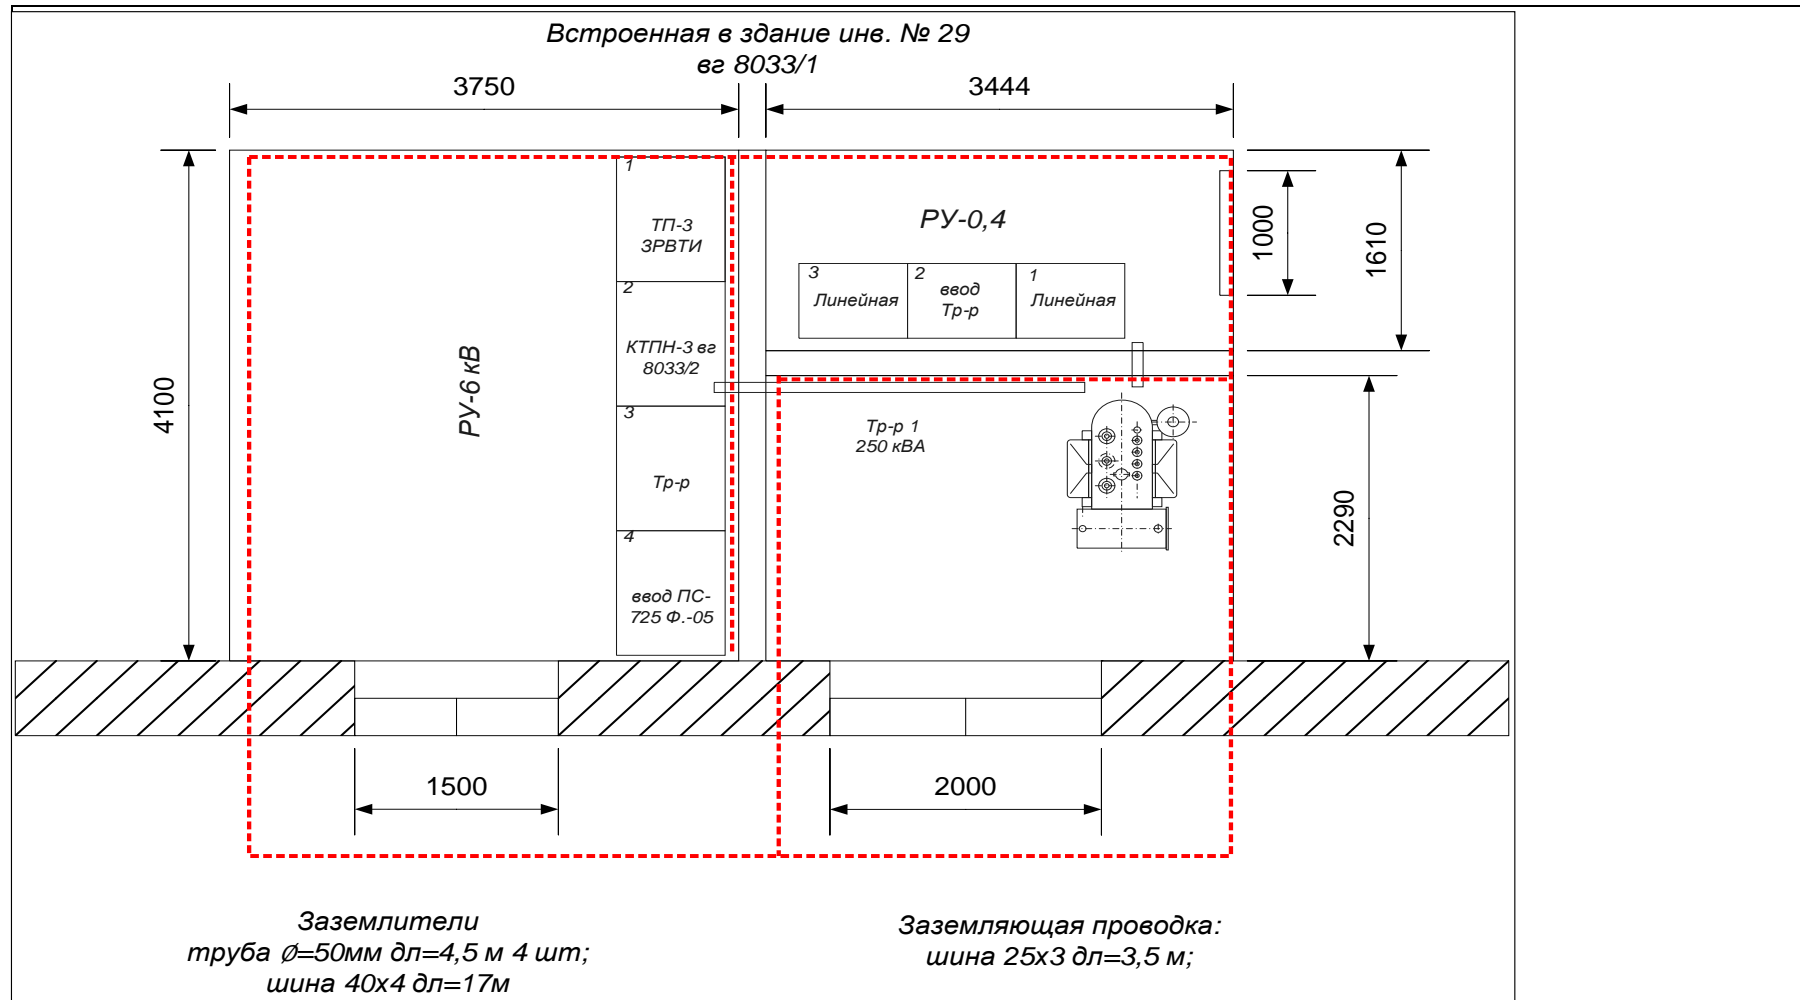 Встроенная в здание инв. № 29
вг 8033/1
3750
3444
4100
РУ-6 кВ
1
ТП-3
ЗРВТИ
2
КТПН-3 вг
8033/2
3
Тр-р
4
ввод ПС-
725 Ф.-05
РУ-0,4
3
Линейная
2
ввод
Тр-р
1
Линейная
1000
1610
Тр-р 1
250 кВА
2290
1500
2000
Заземлители
труба Ø=50мм дл=4,5 м 4 шт;
шина 40х4 дл=17м
Заземляющая проводка:
шина 25х3 дл=3,5 м;